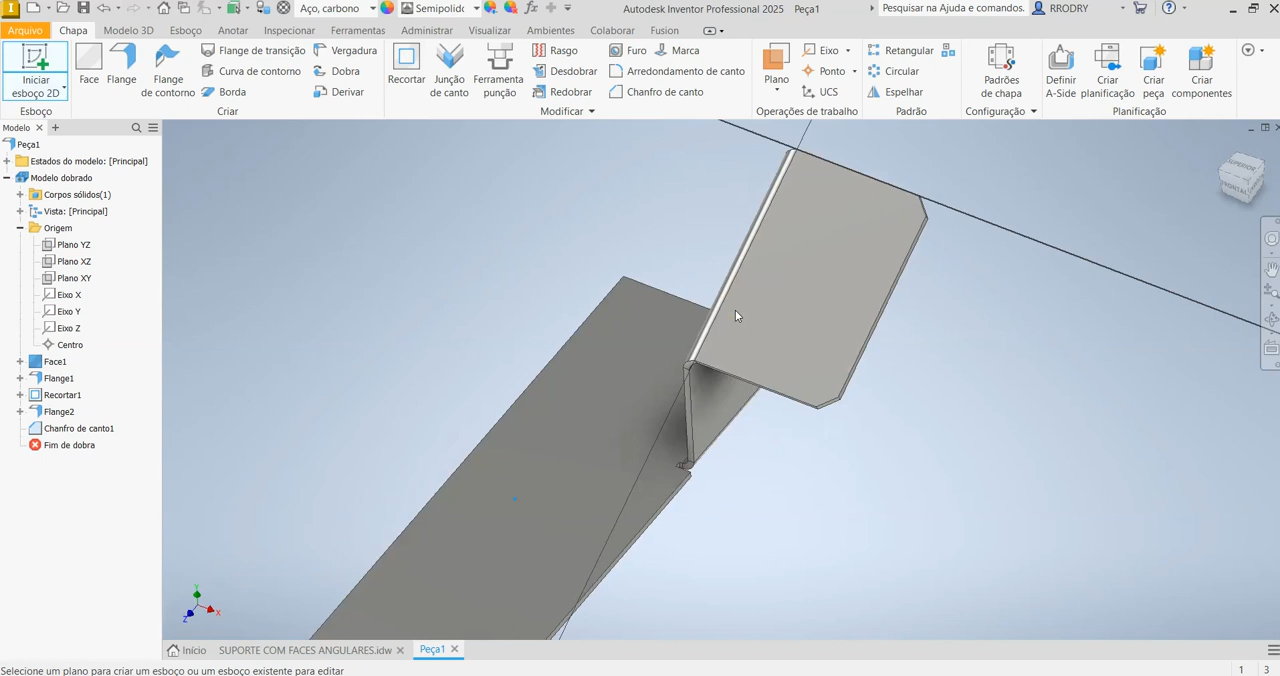 Aço, carbono
Semipolido
Autodesk Inventor Professional 2025 Peça1
Pesquisar na Ajuda e comandos.
RRODRY
Arquivo Chapa Modelo 3D Esboço Anotar Inspecionar Ferramentas Administrar Visualizar Ambientes Colaborar Fusion
Iniciar
esboço 2D
Face
Flange
Flange
de contorno
Flange de transição
Curva de contorno
Borda
Vergadura
Dobra
Derivar
Recortar
Junção
de canto
Ferramenta
punção
Rasgo
Desdobrar
Redobrar
Furo
Marca
Arredondamento de canto
Chanfro de canto
Plano
Eixo
Ponto
UCS
Retangular
Circular
Espelhar
Padrões
de chapa
Definir
A-Side
Criar
planificação
Criar
peça
Criar
componentes
Esboço Criar Modificar Operações de trabalho Padrão Configuração Planificação
Modelo
Peça1
Estados do modelo: [Principal]
Modelo dobrado
Corpos sólidos(1)
Vista: [Principal]
Origem
Plano YZ
Plano XZ
Plano XY
Eixo X
Eixo Y
Eixo Z
Centro
Face1
Flange1
Recortar1
Flange2
Chanfro de canto1
Fim de dobra
SUPERIOR
FRONTAL
Y
X
Z
Início
SUPORTE COM FACES ANGULARES.idw
Peça1
Selecione um plano para criar um esboço ou um esboço existente para editar
1 3